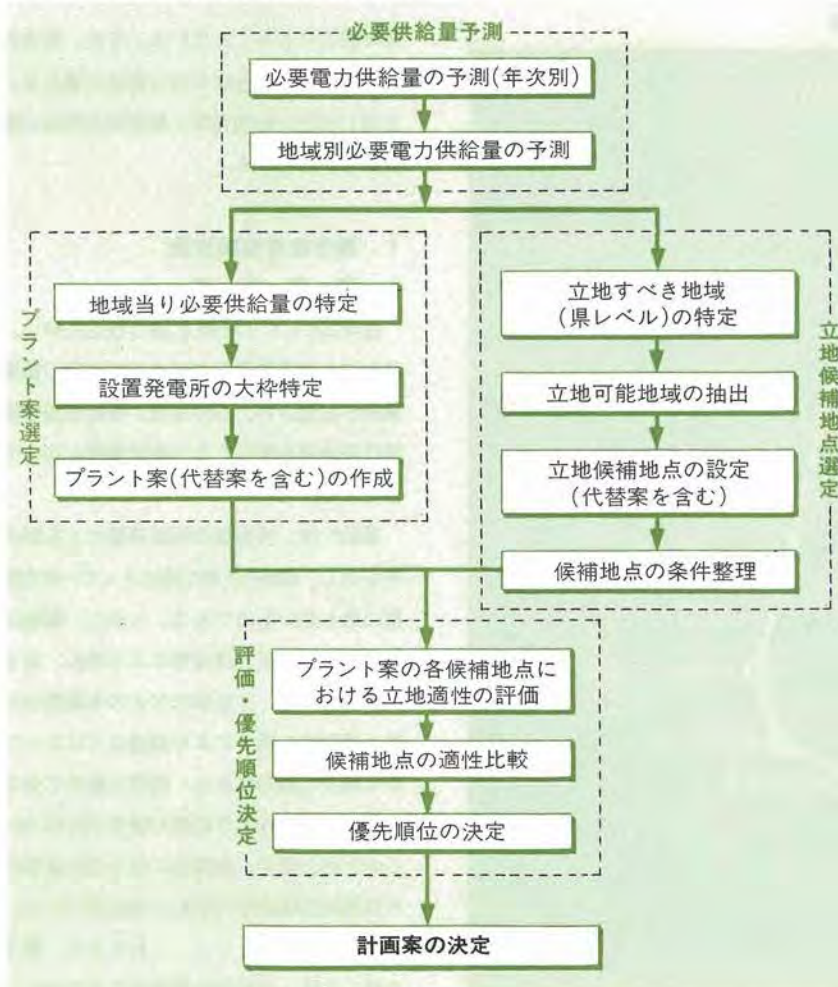 必要供給量予測
必要電力供給量の予測(年次別)
地域別必要電力供給量の予測
プラント案選定
地域当り必要供給量の特定
設置発電所の大枠特定
プラント案(代替案を含む)の作成
立地候補地点選定
立地すべき地域
(県レベル)の特定
立地可能地域の抽出
立地候補地点の設定
(代替案を含む)
候補地点の条件整理
評価・優先順位決定
プラント案の各候補地点に
おける立地適性の評価
候補地点の適性比較
優先順位の決定
計画案の決定